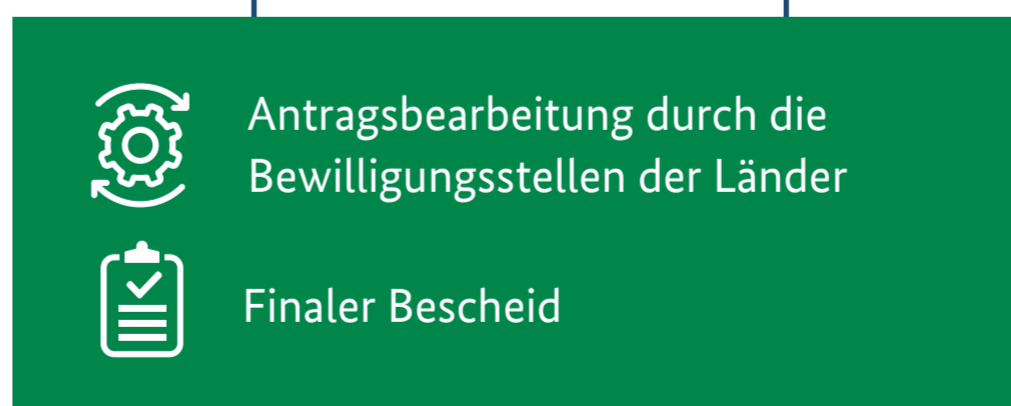 Antragsbearbeitung durch die
Bewilligungsstellen der Länder
Finaler Bescheid